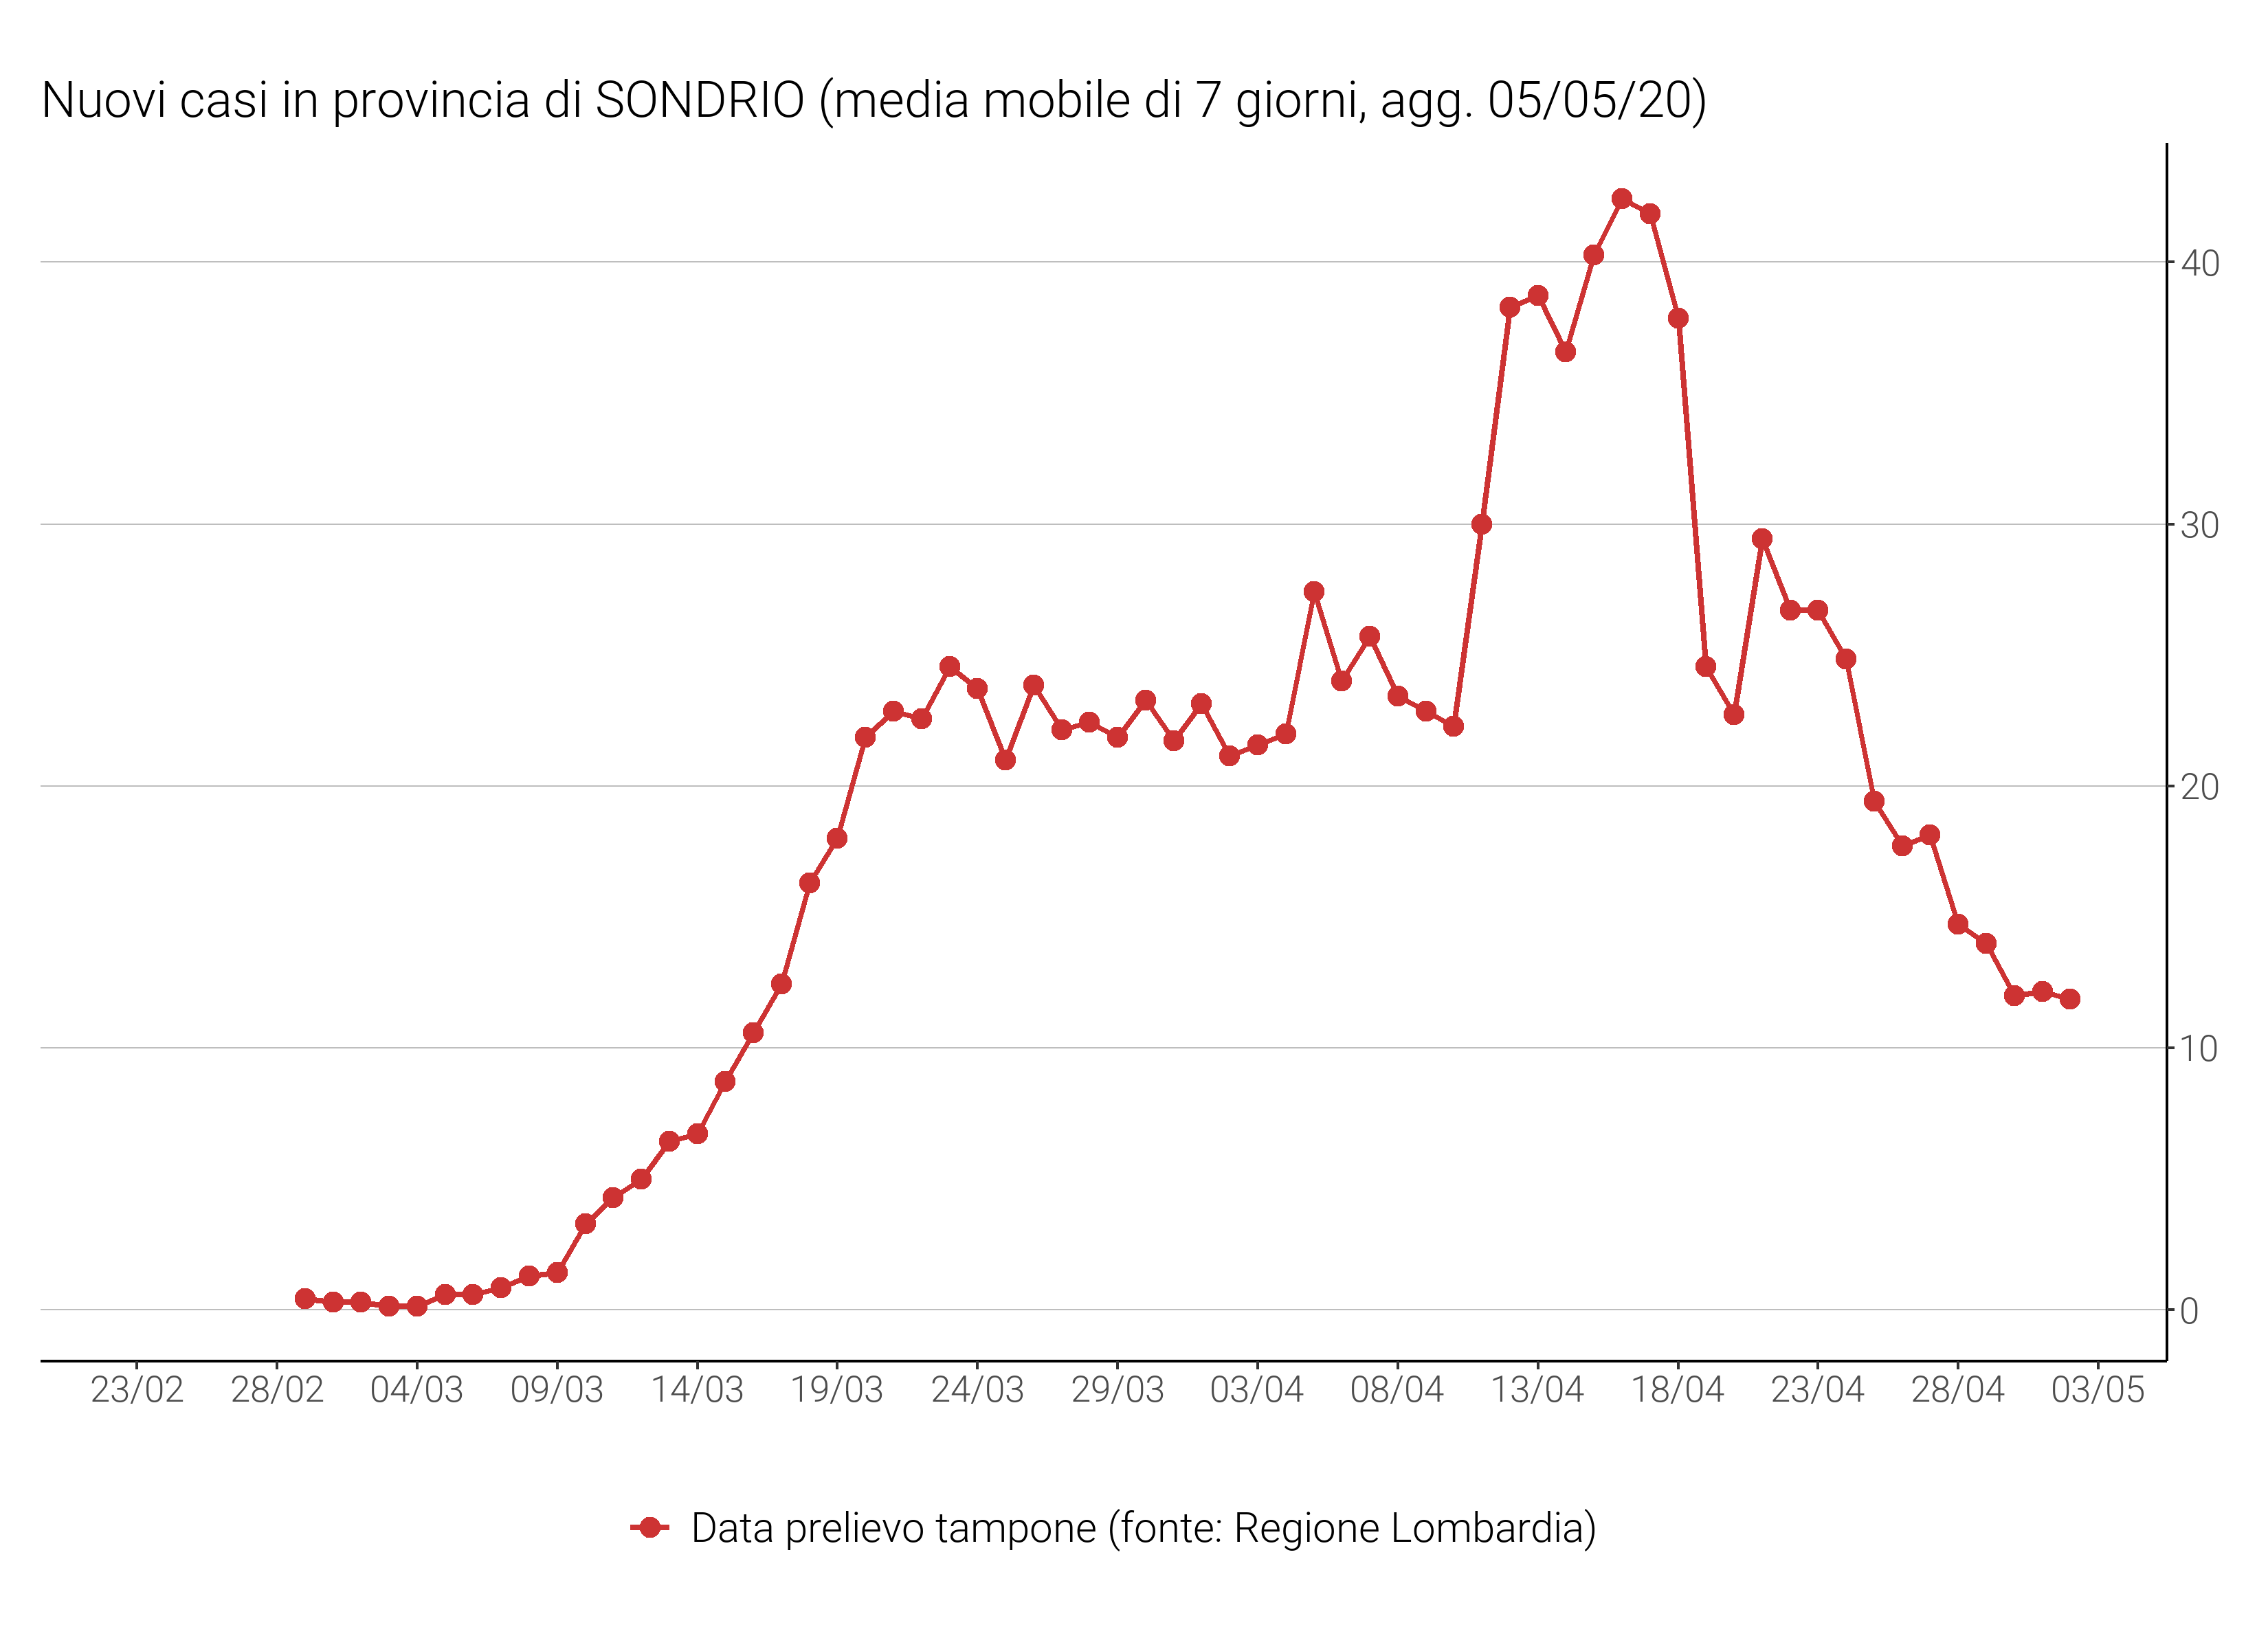 Nuovi casi in provincia di SONDRIO (media mobile di 7 giorni, agg. 05/05/20)
40
30
20
10
0
23/02 28/02 04/03 09/03 14/03 19/03 24/03 29/03 03/04 08/04 13/04 18/04 23/04 28/04 03/05
Data prelievo tampone (fonte: Regione Lombardia)